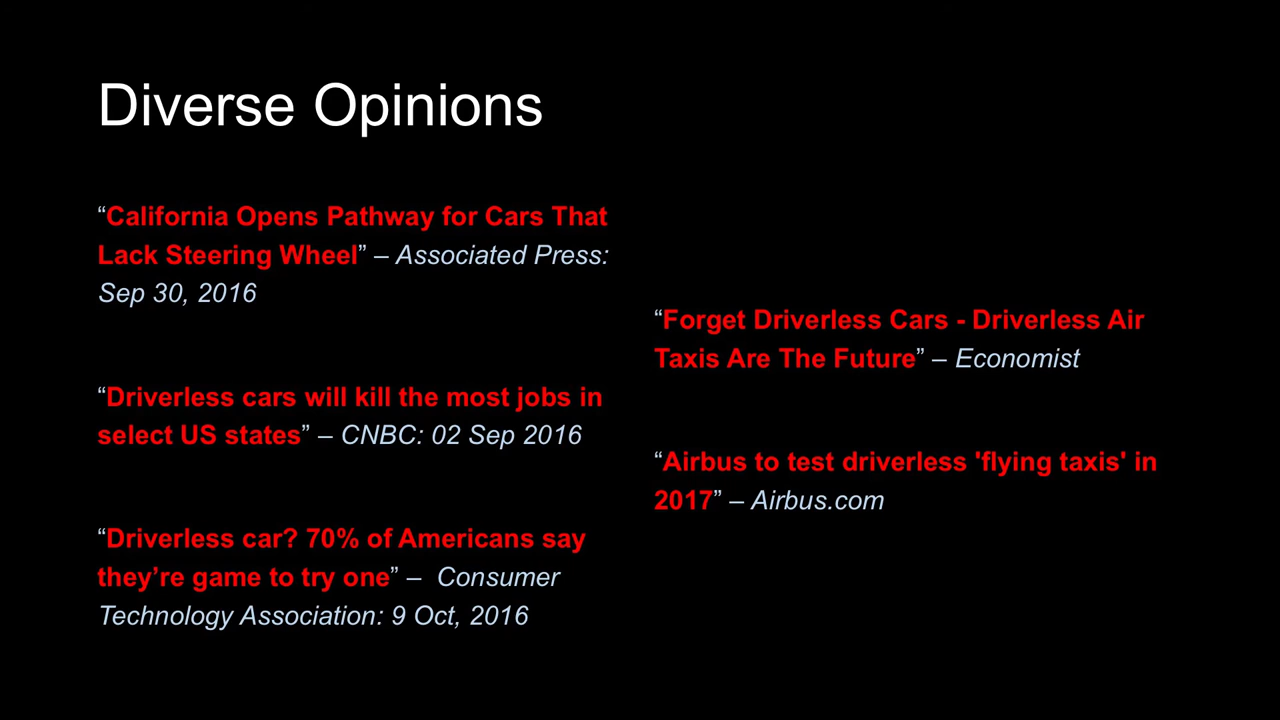 Diverse Opinions
“California Opens Pathway for Cars That
Lack Steering Wheel” – Associated Press:
Sep 30, 2016
“Driverless cars will kill the most jobs in
select US states” – CNBC: 02 Sep 2016
“Driverless car? 70% of Americans say
they’re game to try one” – Consumer
Technology Association: 9 Oct, 2016
“Forget Driverless Cars - Driverless Air
Taxis Are The Future” – Economist
“Airbus to test driverless 'flying taxis' in
2017” – Airbus.com